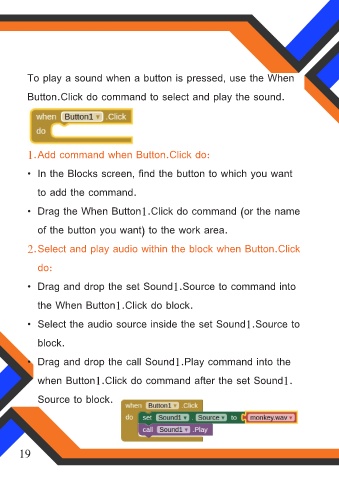 To play a sound when a button is pressed, use the When
Button.Click do command to select and play the sound.
when Button1 .Click
do
1.Add command when Button.Click do:
• In the Blocks screen, find the button to which you want
to add the command.
• Drag the When Button1.Click do command (or the name
of the button you want) to the work area.
2.Select and play audio within the block when Button.Click
do:
• Drag and drop the set Sound1.Source to command into
the When Button1.Click do block.
• Select the audio source inside the set Sound1.Source to
block.
• Drag and drop the call Sound1.Play command into the
when Button1.Click do command after the set Sound1.
Source to block.
when Button1 .Click
do set Sound1 . Source to monkey.wav
call Sound1 .Play
19